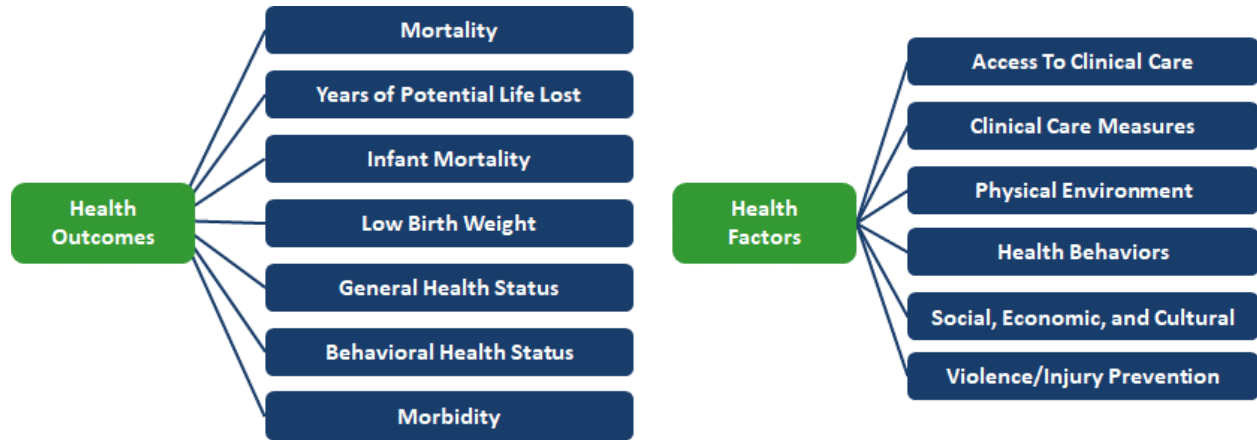 Health
Outcomes
Mortality
Years of Potential Life Lost
Infant Mortality
Low Birth Weight
General Health Status
Behavioral Health Status
Morbidity
Health
Factors
Access To Clinical Care
Clinical Care Measures
Physical Environment
Health Behaviors
Social, Economic, and Cultural
Violence/Injury Prevention